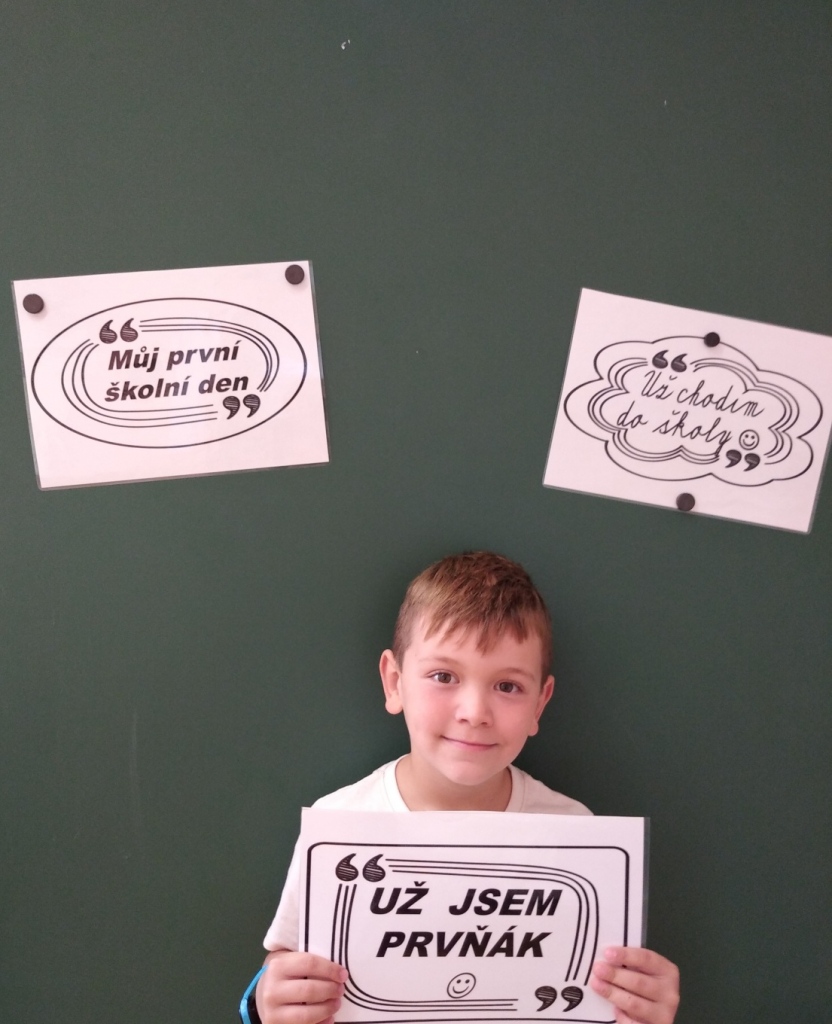 Můj první
školní den
Už chodím
do školy
UŽ JSEM
PRVŇÁK